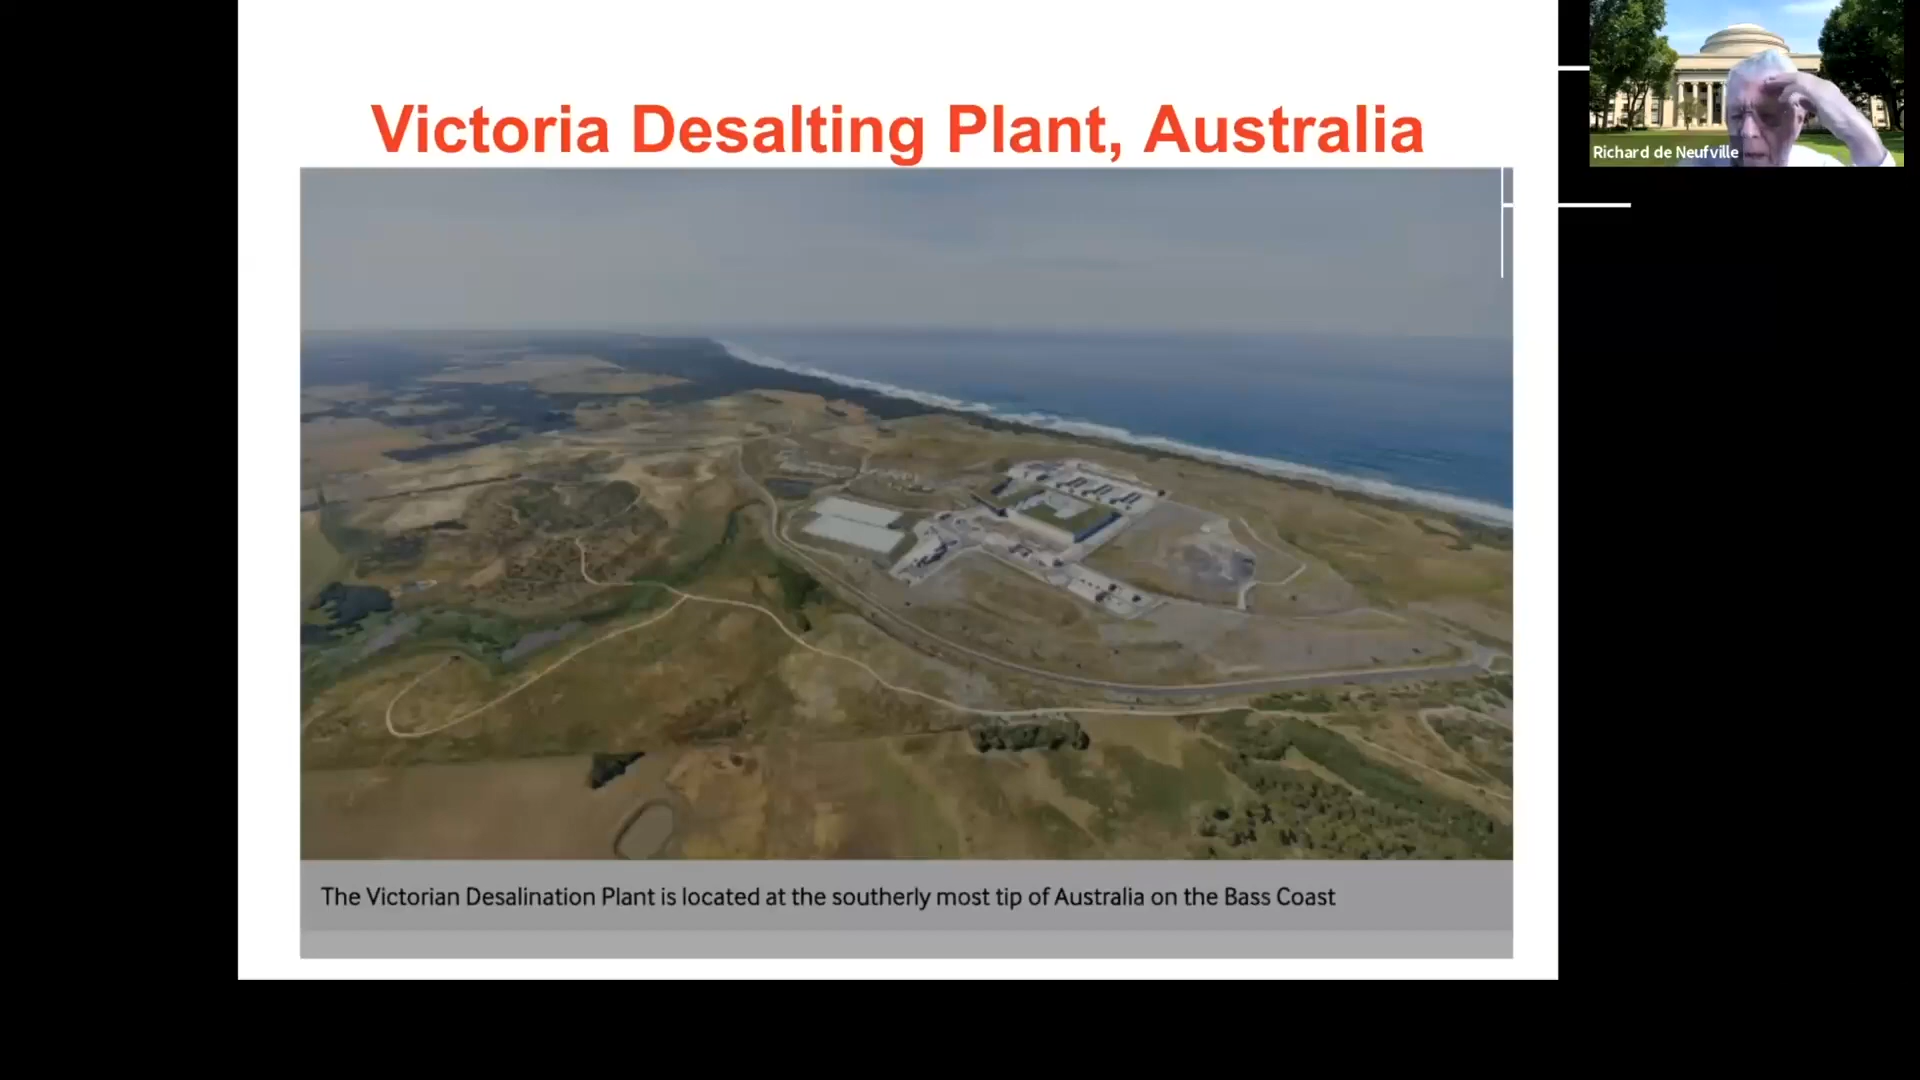 Victoria Desalting Plant, Australia
Richard de Neufville
The Victorian Desalination Plant is located at the southerly most tip of Australia on the Bass Coast